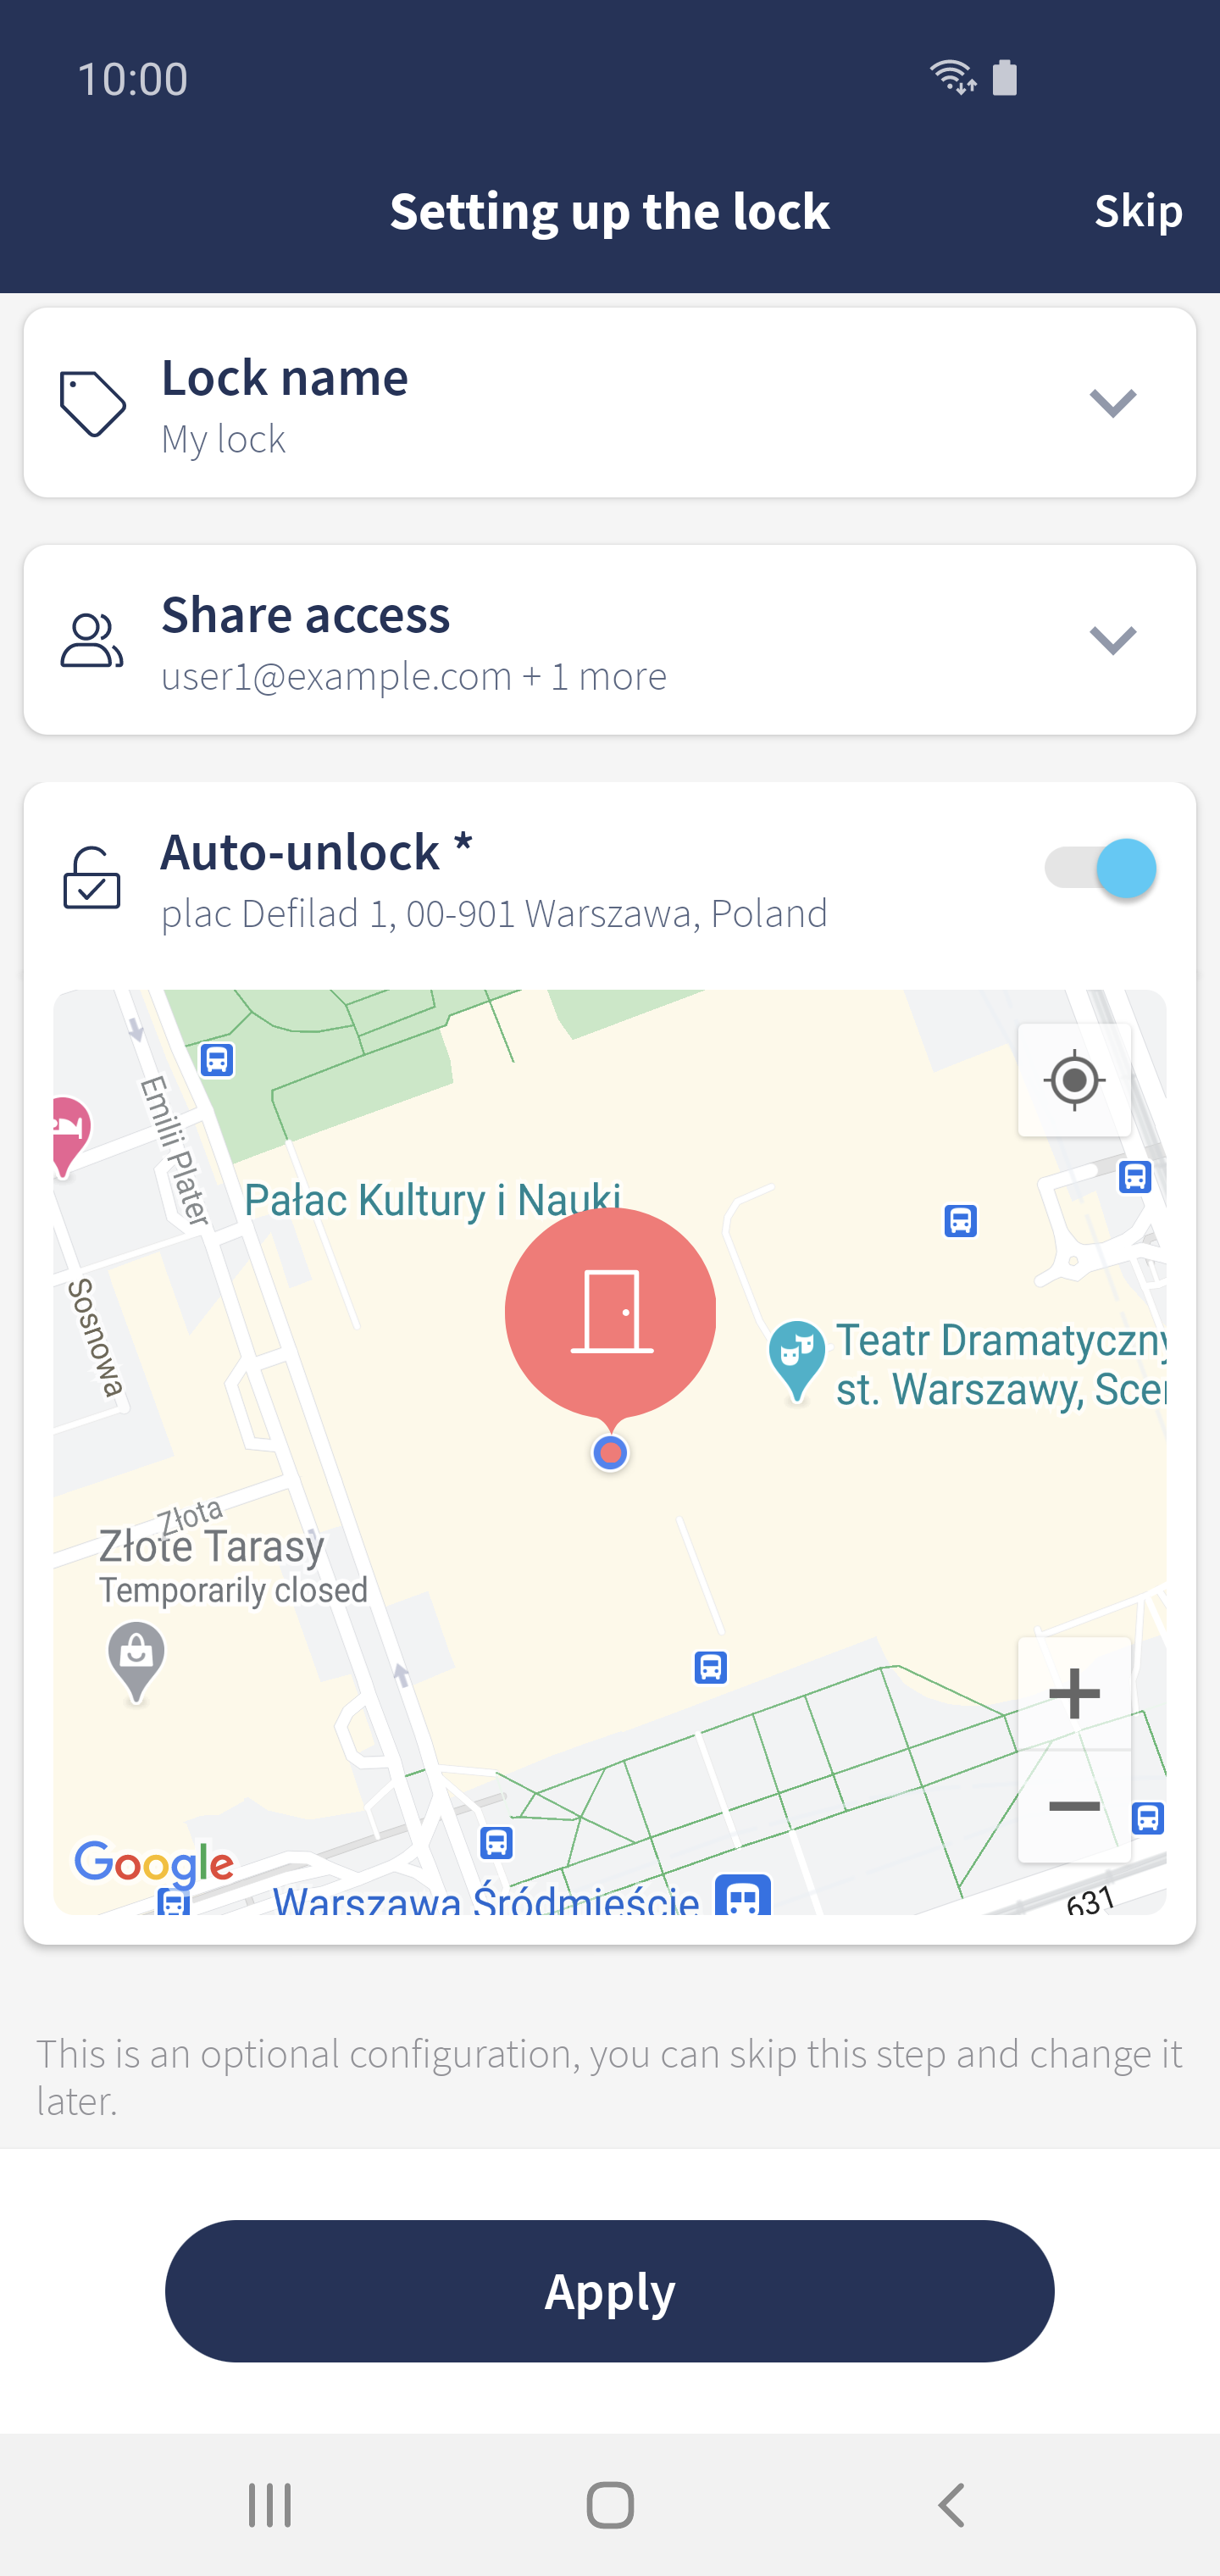 10:00
Setting up the lock
Skip
Lock name
My lock
Share access
user1@example.com + 1 more
Auto-unlock *
plac Defilad 1, 00-901 Warszawa, Poland
Emilii Plater
Pałac Kultury i Nauki
Sosnowa
Teatr Dramatyczny
st. Warszawy, Scen
Złota
Złote Tarasy
Temporarily closed
Google
Warszawa Śródmieście
631
This is an optional configuration, you can skip this step and change it
later.
Apply